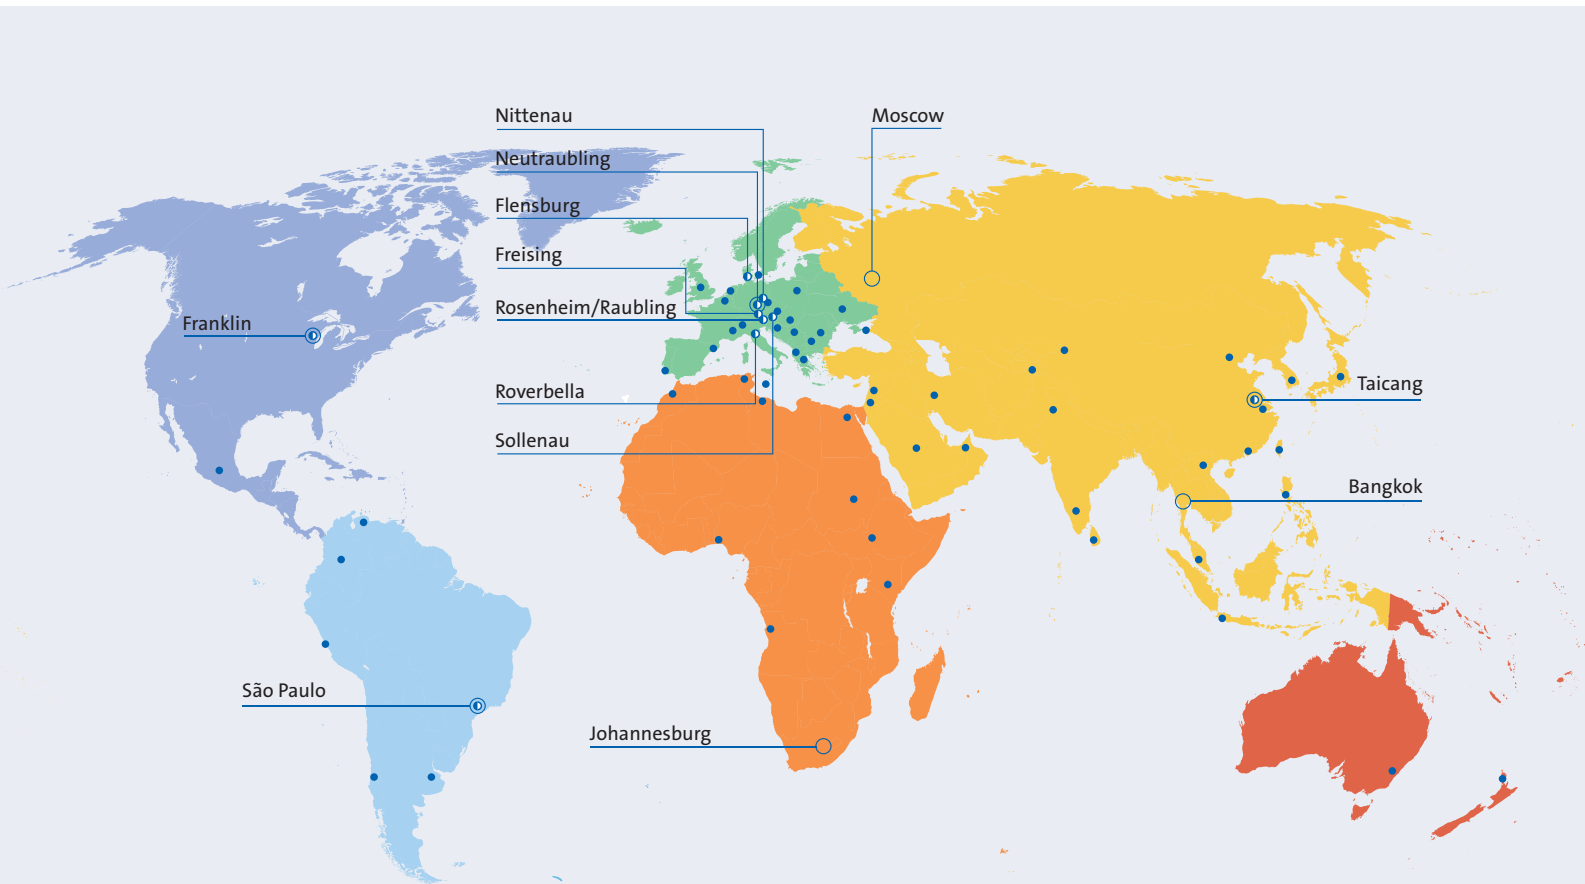 Nittenau
Moscow
Neutraubling
Flensburg
Freising
Rosenheim/Raubling
Franklin
Taicang
Roverbella
Sollenau
Bangkok
São Paulo
Johannesburg